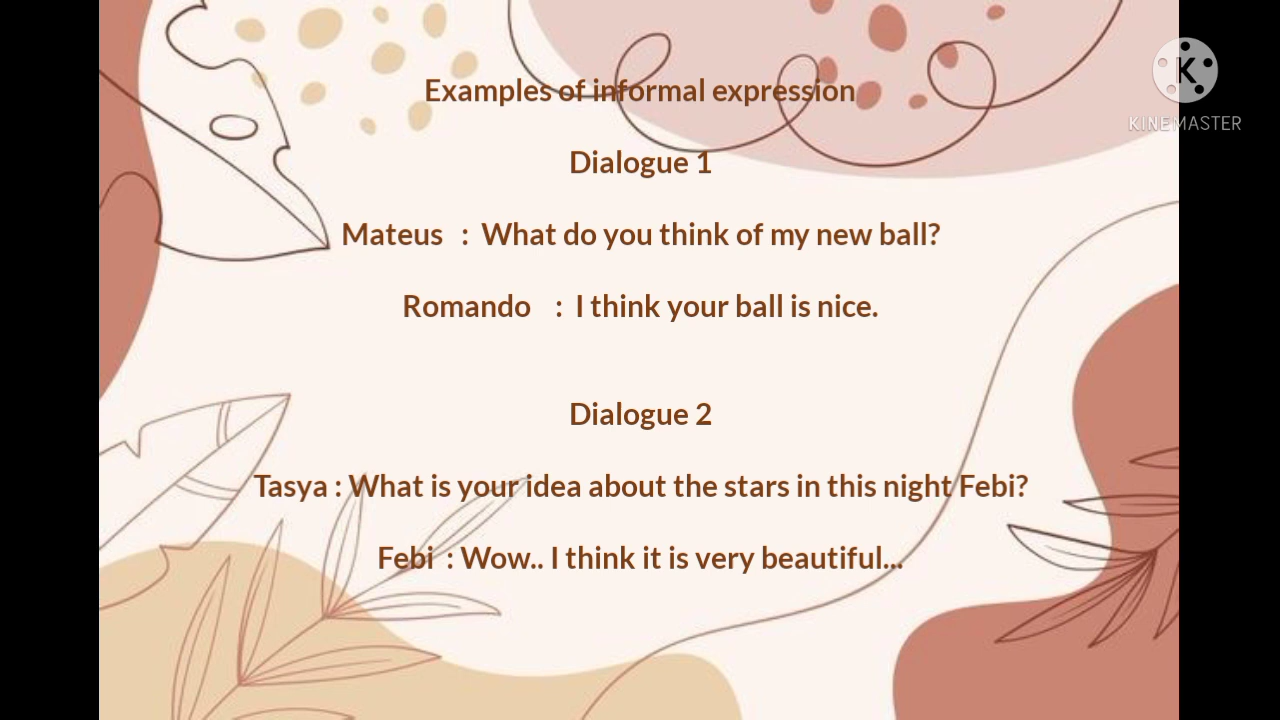 Examples of informal expression
Dialogue 1
Mateus : What do you think of my new ball?
Romando : I think your ball is nice.
Dialogue 2
Tasya : What is your idea about the stars in this night Febi?
Febi : Wow.. I think it is very beautiful...
K
KINEMASTER